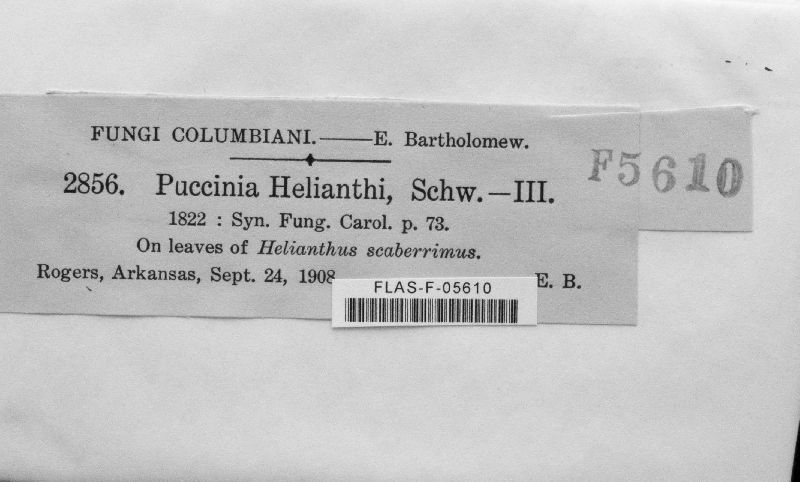 FUNGI COLUMBIANI.——E. Bartholomew.
2856. Puccinia Helianthi, Schw.—III.
1822 : Syn. Fung. Carol. p. 73.
On leaves of Helianthus scaberrimus.
Rogers, Arkansas, Sept. 24, 1908 E. B.
F5610
FLAS-F-05610